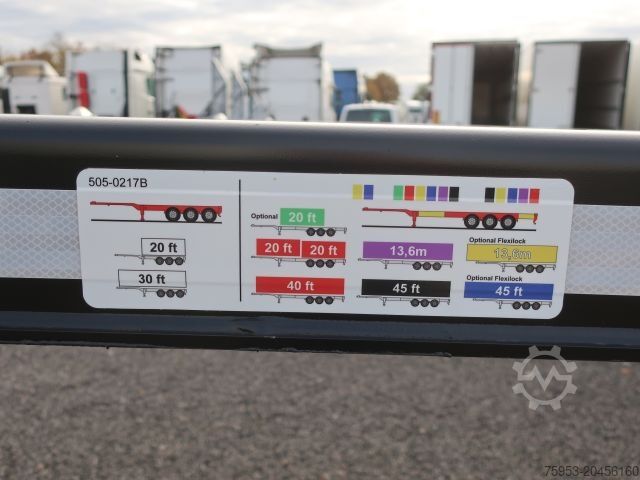 505-0217B
20 ft
30 ft
Optional
20 ft
20 ft 20 ft
40 ft
13,6m
45 ft
Optional Flexilock
13,6m
Optional Flexilock
45 ft
75953-20456160